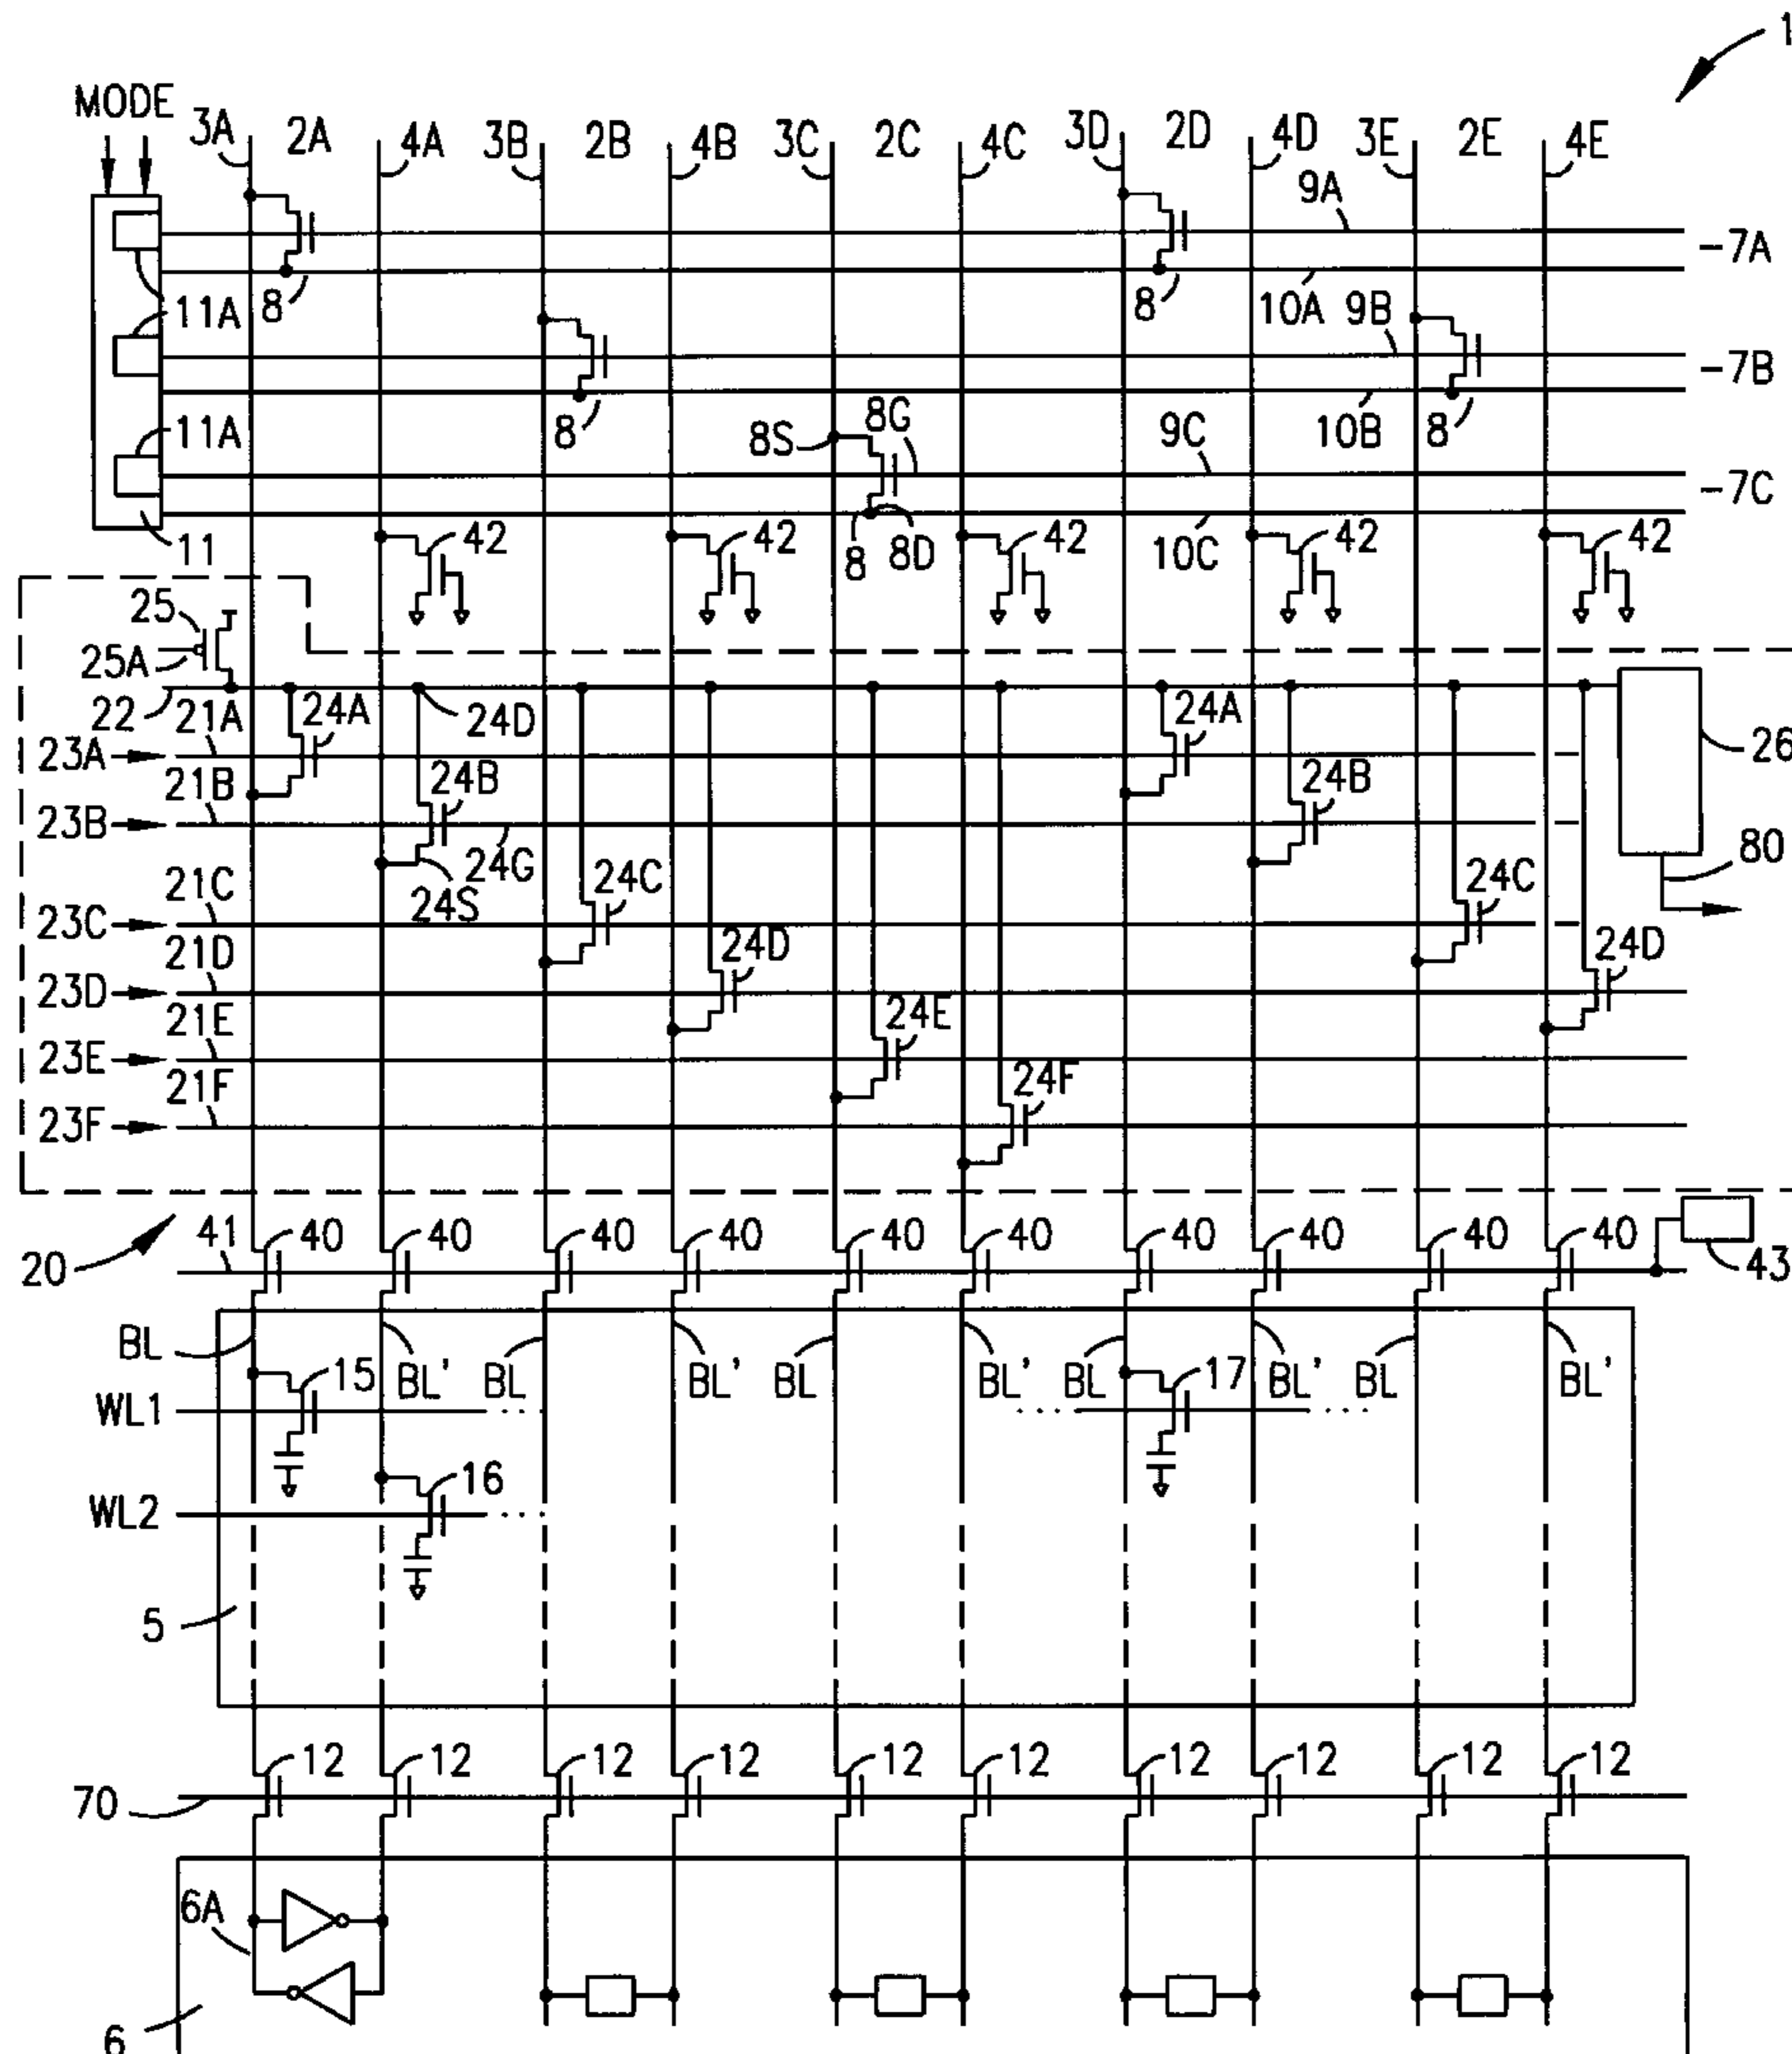 1
MODE
3A 2A 4A 3B 2B 4B 3C 2C 4C 3D 2D 4D 3E 2E 4E
9A
-7A
11A 8 8 10A 9B
-7B
11A 8 8S 8G 9C 10B 8
-7C
11 42 42 8 8D 42 10C 42 42
25
25A
22 21A 24A 24D 24A
23A 26
21B 24B 24B
23B 80
21C 24S 24G 24C 24C
23C
21D 24D 24D
23D
21E 24E
23E
21F 24F
23F
20 41 40 40 40 40 40 40 40 40 40 40 43
BL 15 BL' BL BL' BL BL' BL 17 BL' BL BL'
WL1
16
WL2
5
12 12 12 12 12 12 12 12 12 12
70
6A
6